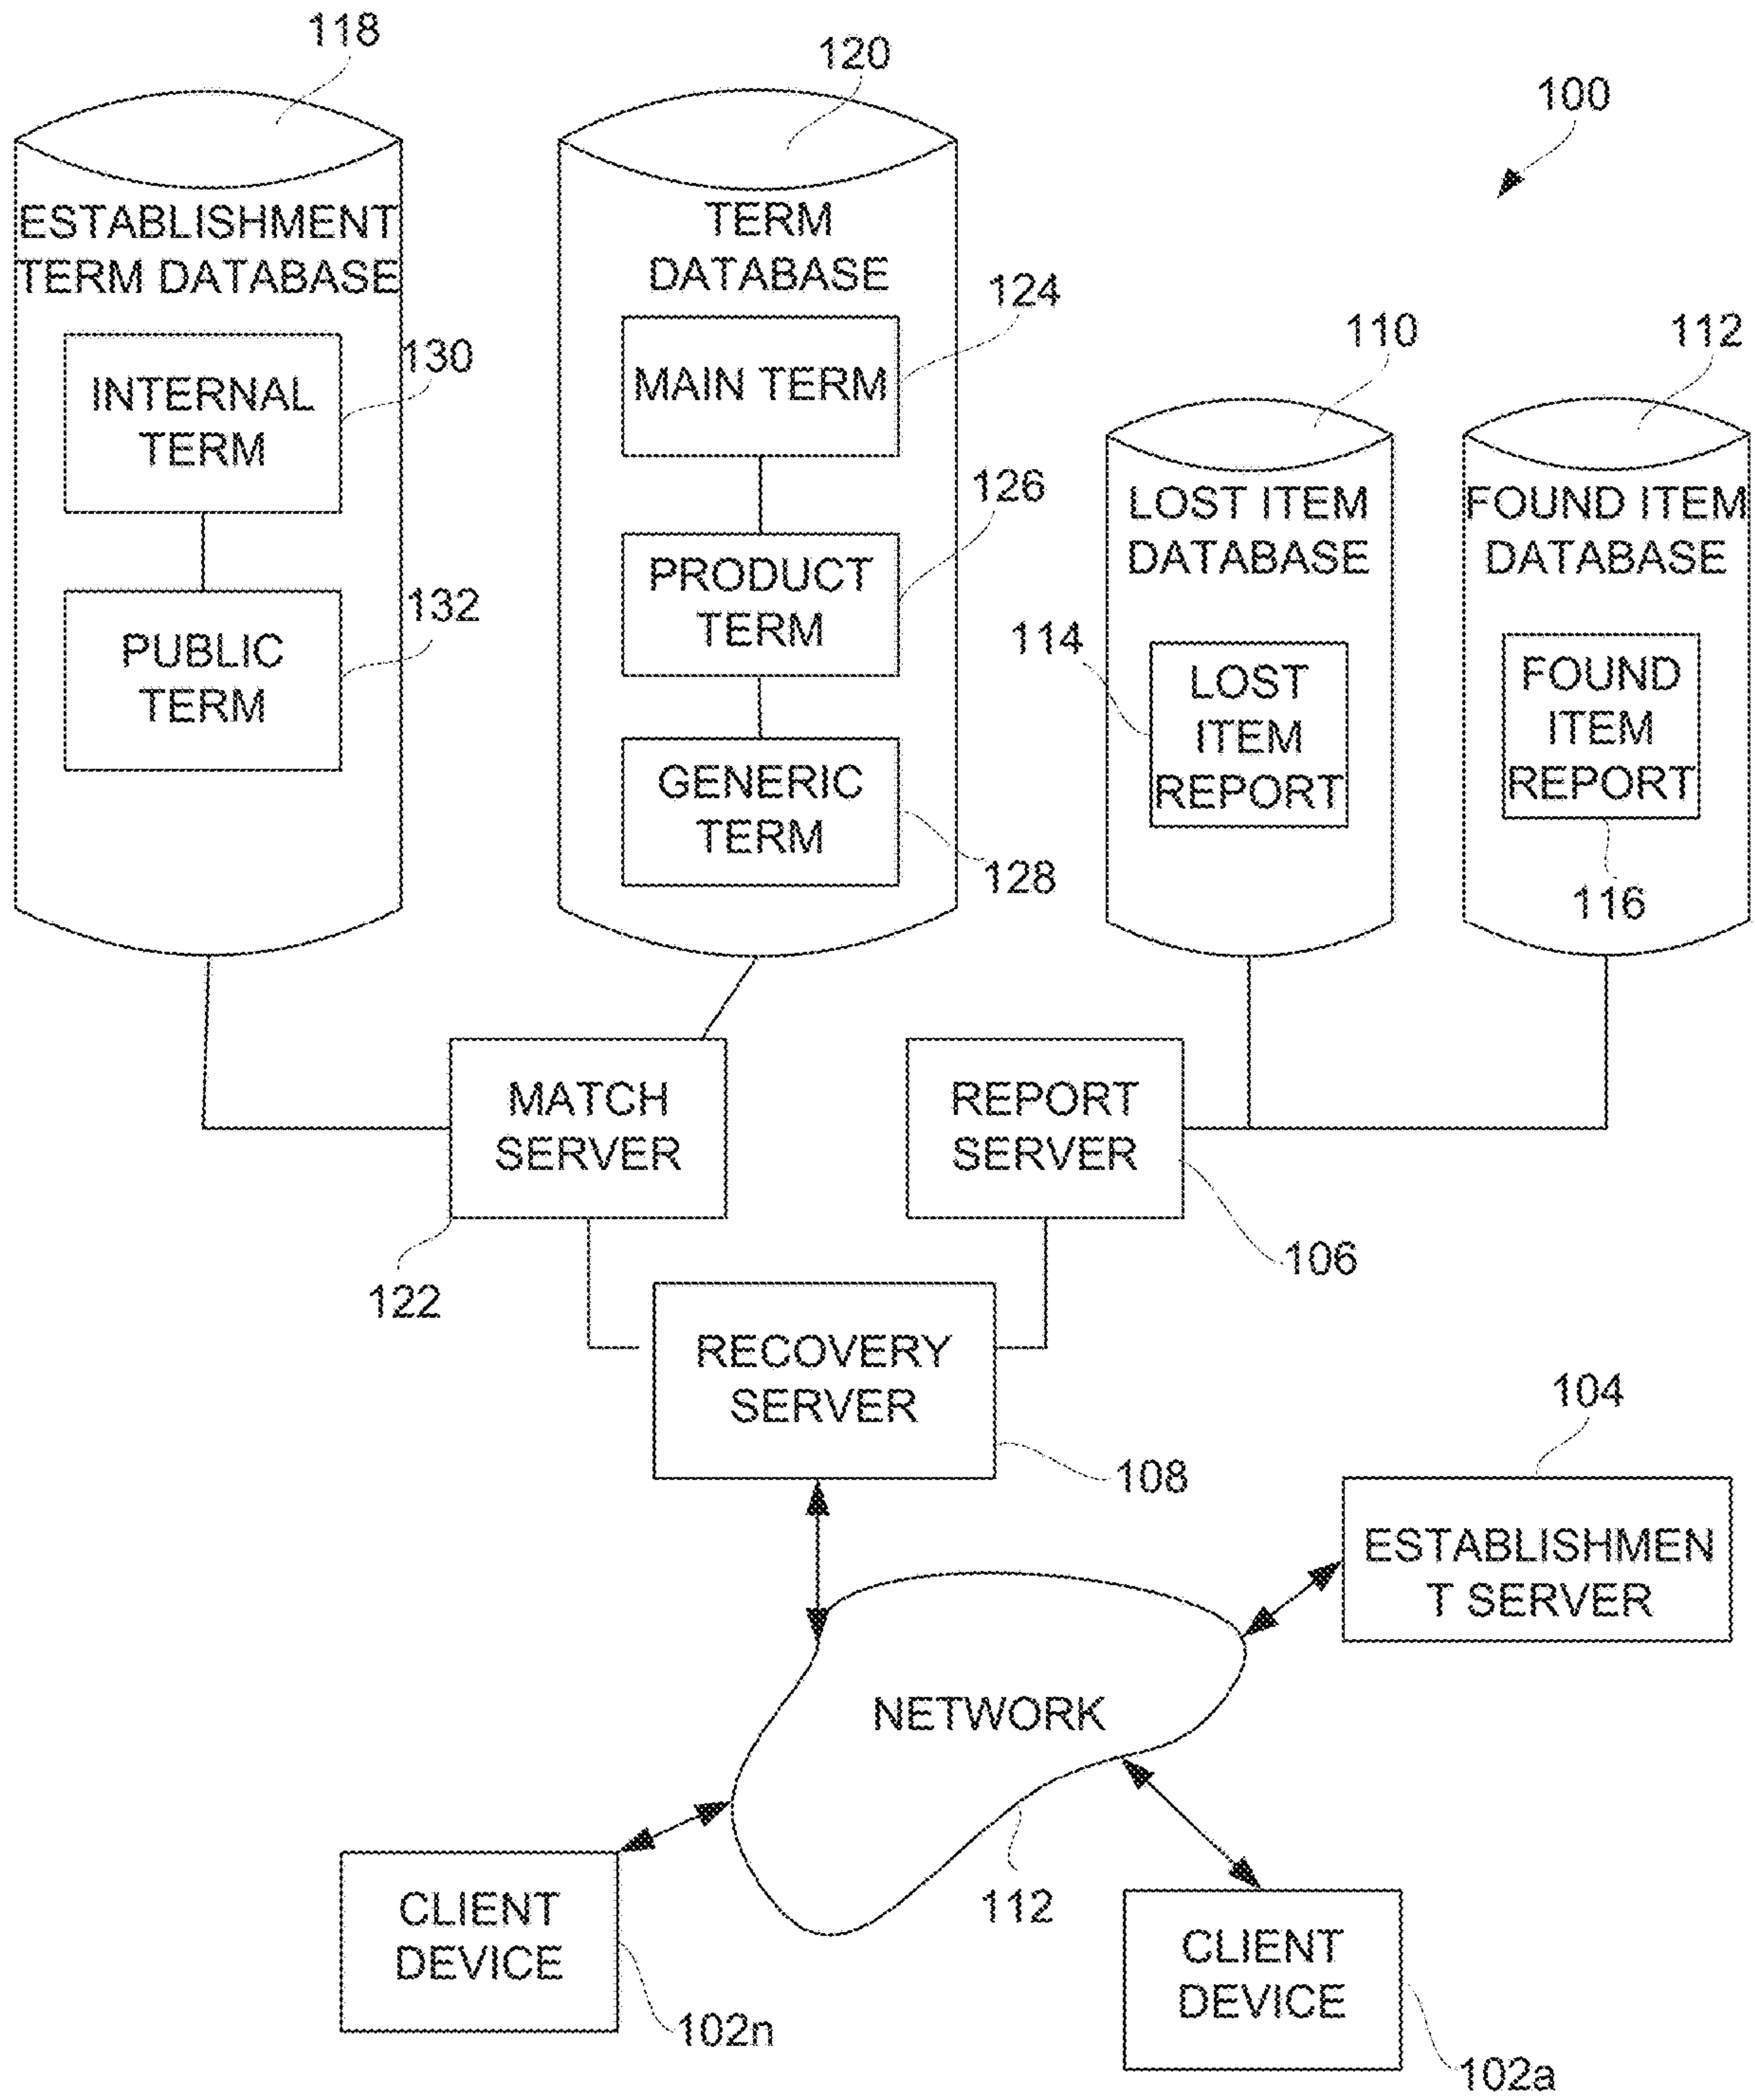 118
120
100
ESTABLISHMENT
TERM DATABASE
TERM
DATABASE
124
110
112
INTERNAL
TERM
130
MAIN TERM
126
LOST ITEM
DATABASE
FOUND ITEM
DATABASE
PRODUCT
TERM
132
PUBLIC
TERM
114
LOST
ITEM
REPORT
FOUND
ITEM
REPORT
GENERIC
TERM
128
116
MATCH
SERVER
REPORT
SERVER
122
106
RECOVERY
SERVER
108
104
ESTABLISHMEN
T SERVER
NETWORK
112
CLIENT
DEVICE
102n
CLIENT
DEVICE
102a